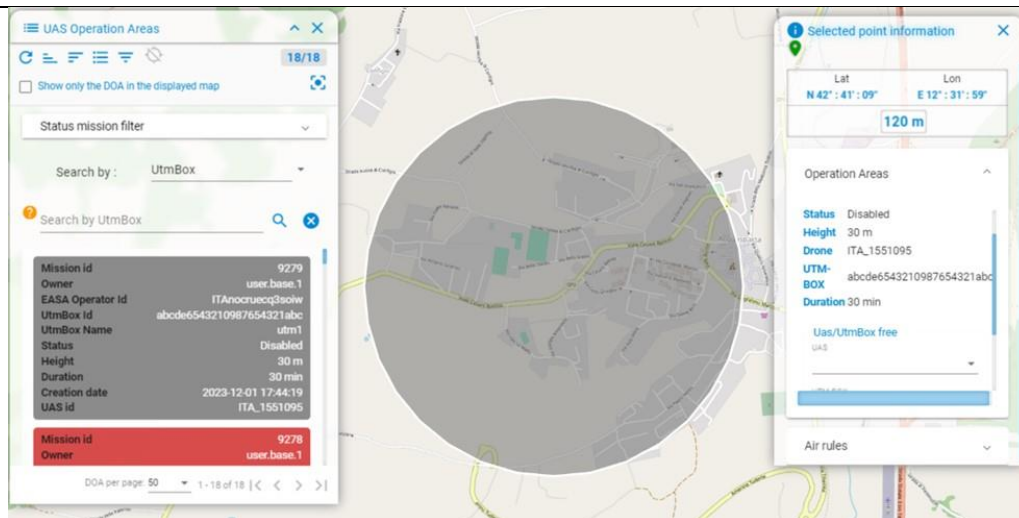 UAS Operation Areas
18/18
Show only the DOA in the displayed map
Status mission filter
Search by : UtmBox
? Search by UtmBox
Mission id 9279
Owner user.base.1
EASA Operator Id ITAnocruecq3soiw
UtmBox Id abcde6543210987654321abc
UtmBox Name utm1
Status Disabled
Height 30 m
Duration 30 min
Creation date 2023-12-01 17:44:19
UAS id ITA_1551095
Mission id 9278
Owner user.base.1
DOA per page: 50 1 - 18 of 18
Selected point information
Lat Lon
N 42° : 41' : 09" E 12° : 31' : 59"
120 m
Operation Areas
Status Disabled
Height 30 m
Drone ITA_1551095
UTM-BOX abcde6543210987654321abc
Duration 30 min
Uas/UtmBox free
UAS
Air rules